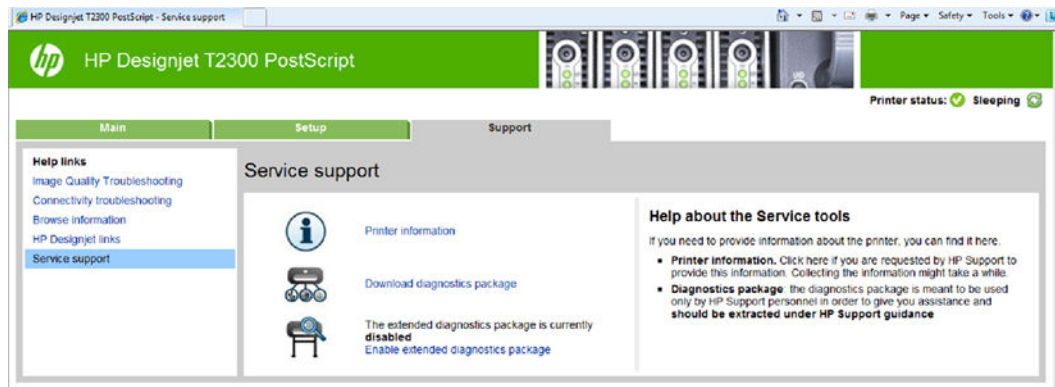 HP Designjet T2300 PostScript - Service support
Page Safety Tools
hp HP Designjet T2300 PostScript
Printer status: Sleeping
Main Setup Support
Help links
Image Quality Troubleshooting
Connectivity troubleshooting
Browse information
HP Designjet links
Service support
Service support
Printer information
Download diagnostics package
The extended diagnostics package is currently
disabled
Enable extended diagnostics package
Help about the Service tools
If you need to provide information about the printer, you can find it here.
Printer information. Click here if you are requested by HP Support to
provide this information. Collecting the information might take a while.
Diagnostics package: the diagnostics package is meant to be used
only by HP Support personnel in order to give you assistance and
should be extracted under HP Support guidance